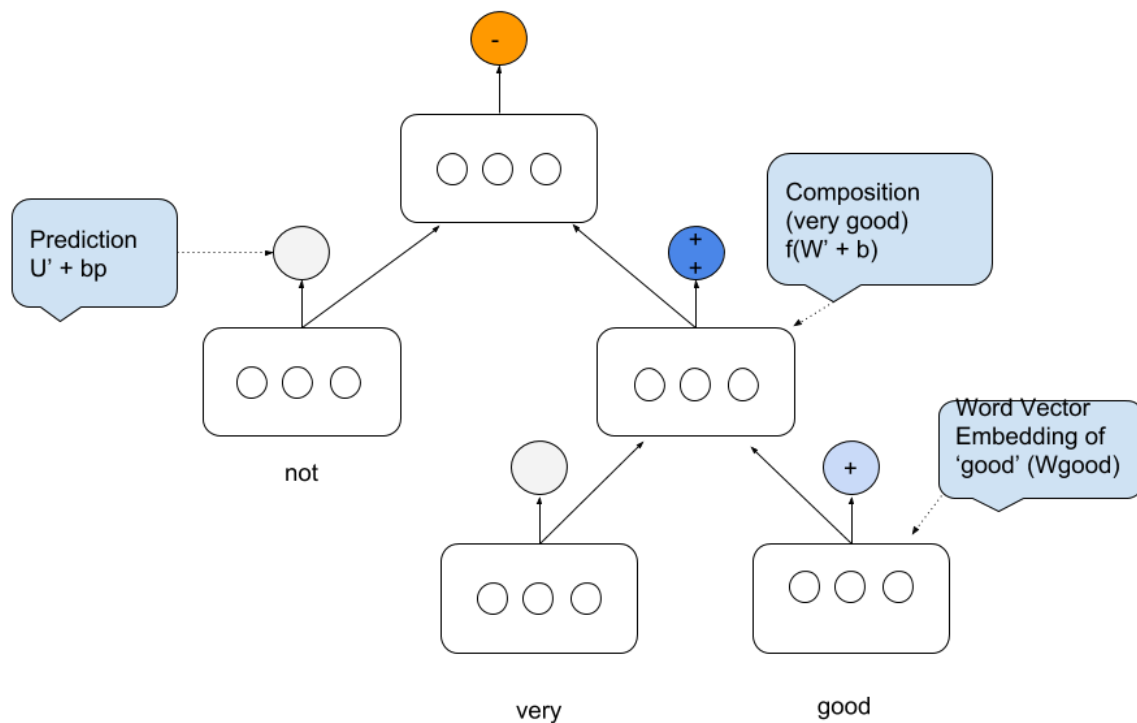 -
Prediction
U’ + bp
+
+
Composition
(very good)
f(W’ + b)
not
+
Word Vector
Embedding of
‘good’ (Wgood)
very
good